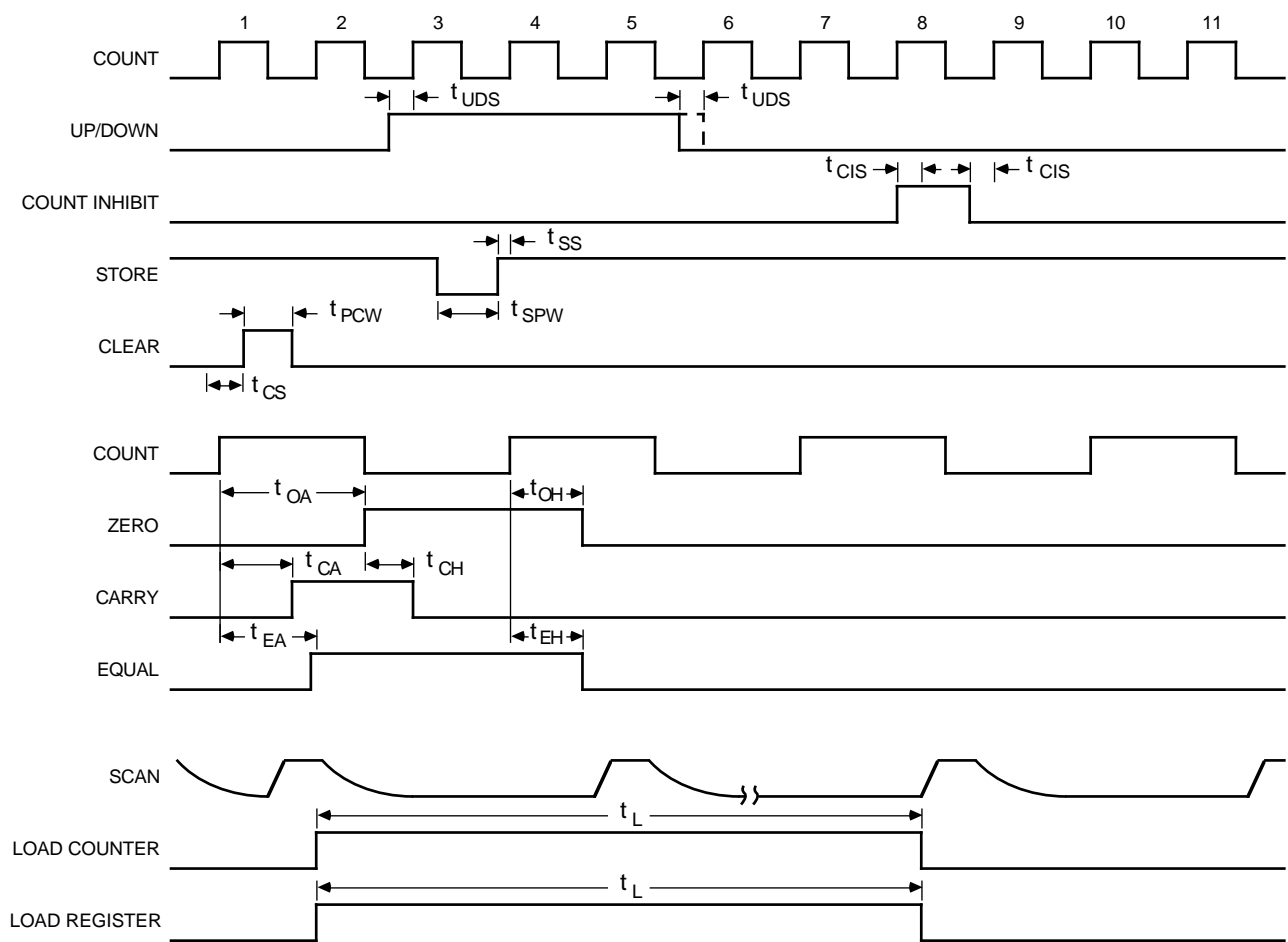 1 2 3 4 5 6 7 8 9 10 11
COUNT
t UDS t UDS
UP/DOWN
t CIS t CIS
COUNT INHIBIT
t SS
STORE
t PCW t SPW
CLEAR
t CS
COUNT
t OA t OH
ZERO
t CA t CH
CARRY
t EA t EH
EQUAL
SCAN
t L
LOAD COUNTER
t L
LOAD REGISTER